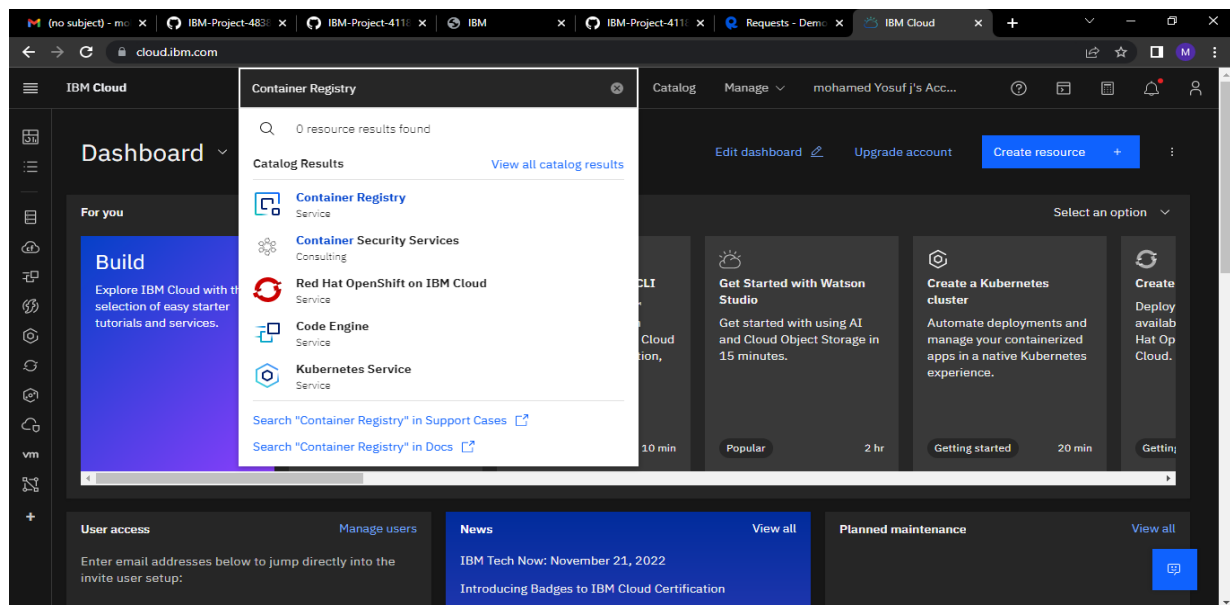 (no subject) - mo
IBM-Project-4838
IBM-Project-4118
IBM
IBM-Project-4118
Requests - Demo
IBM Cloud
cloud.ibm.com
M
IBM Cloud
Container Registry
Catalog
Manage
mohamed Yosuf j's Acc...
0 resource results found
Catalog Results
View all catalog results
Container Registry
Service
Container Security Services
Consulting
Red Hat OpenShift on IBM Cloud
Service
Code Engine
Service
Kubernetes Service
Service
Search "Container Registry" in Support Cases
Search "Container Registry" in Docs
Dashboard
Edit dashboard
Upgrade account
Create resource +
For you
Select an option
Build
Explore IBM Cloud with th
selection of easy starter
tutorials and services.
CLI
Cloud
tion,
10 min
Get Started with Watson
Studio
Get started with using AI
and Cloud Object Storage in
15 minutes.
Popular
2 hr
Create a Kubernetes
cluster
Automate deployments and
manage your containerized
apps in a native Kubernetes
experience.
Getting started
20 min
Create
Deploy
availab
Hat Op
Cloud.
Getting
vm
User access
Manage users
Enter email addresses below to jump directly into the
invite user setup:
News
View all
IBM Tech Now: November 21, 2022
Introducing Badges to IBM Cloud Certification
Planned maintenance
View all